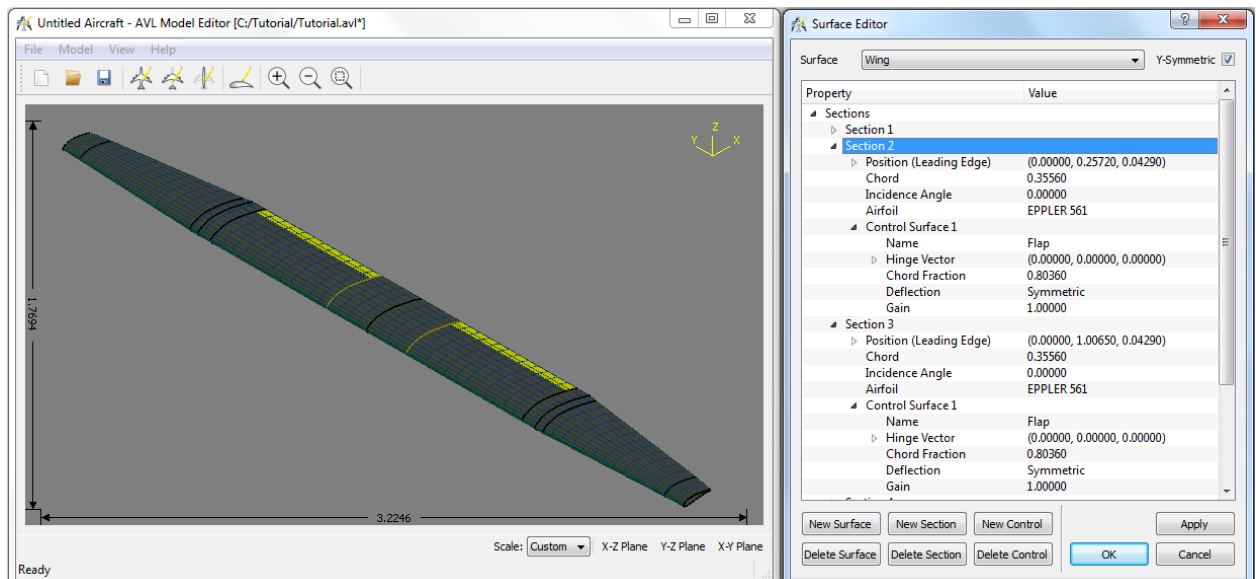 Untitled Aircraft - AVL Model Editor [C:/Tutorial/Tutorial.avl*]
File Model View Help
Z
Y X
1.7694
3.2246
Scale: Custom X-Z Plane Y-Z Plane X-Y Plane
Ready
Surface Editor
Surface Wing Y-Symmetric
Property Value
Sections
Section 1
Section 2
Position (Leading Edge) (0.00000, 0.25720, 0.04290)
Chord 0.35560
Incidence Angle 0.00000
Airfoil EPPLER 561
Control Surface 1
Name Flap
Hinge Vector (0.00000, 0.00000, 0.00000)
Chord Fraction 0.80360
Deflection Symmetric
Gain 1.00000
Section 3
Position (Leading Edge) (0.00000, 1.00650, 0.04290)
Chord 0.35560
Incidence Angle 0.00000
Airfoil EPPLER 561
Control Surface 1
Name Flap
Hinge Vector (0.00000, 0.00000, 0.00000)
Chord Fraction 0.80360
Deflection Symmetric
Gain 1.00000
New Surface New Section New Control Apply
Delete Surface Delete Section Delete Control OK Cancel